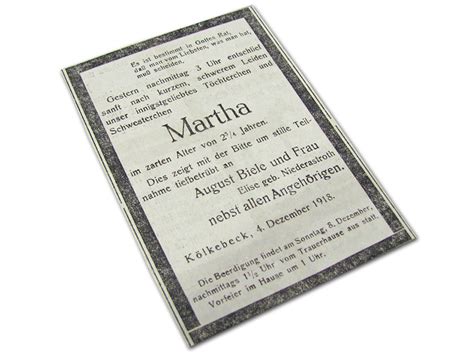 Es ist bestimmt in Gottes Rat,
daß man vom Liebsten, was man hat,
muß scheiden.
Gestern nachmittag 3 Uhr entschlief
sanft nach kurzem, schwerem Leiden
unser innigstgeliebtes Töchterchen und
Schwesterchen
Martha
im zarten Alter von 2¾ Jahren.
Dies zeigt mit der Bitte um stille Teil-
nahme tiefbetrübt an
August Biele und Frau
Elise geb. Niederastroth
nebst allen Angehörigen.
Kölkebeck, 4. Dezember 1918.
Die Beerdigung findet am Sonntag, 8. Dezember,
nachmittags 1½ Uhr vom Trauerhause aus statt.
Vorfeier im Hause um 1 Uhr.